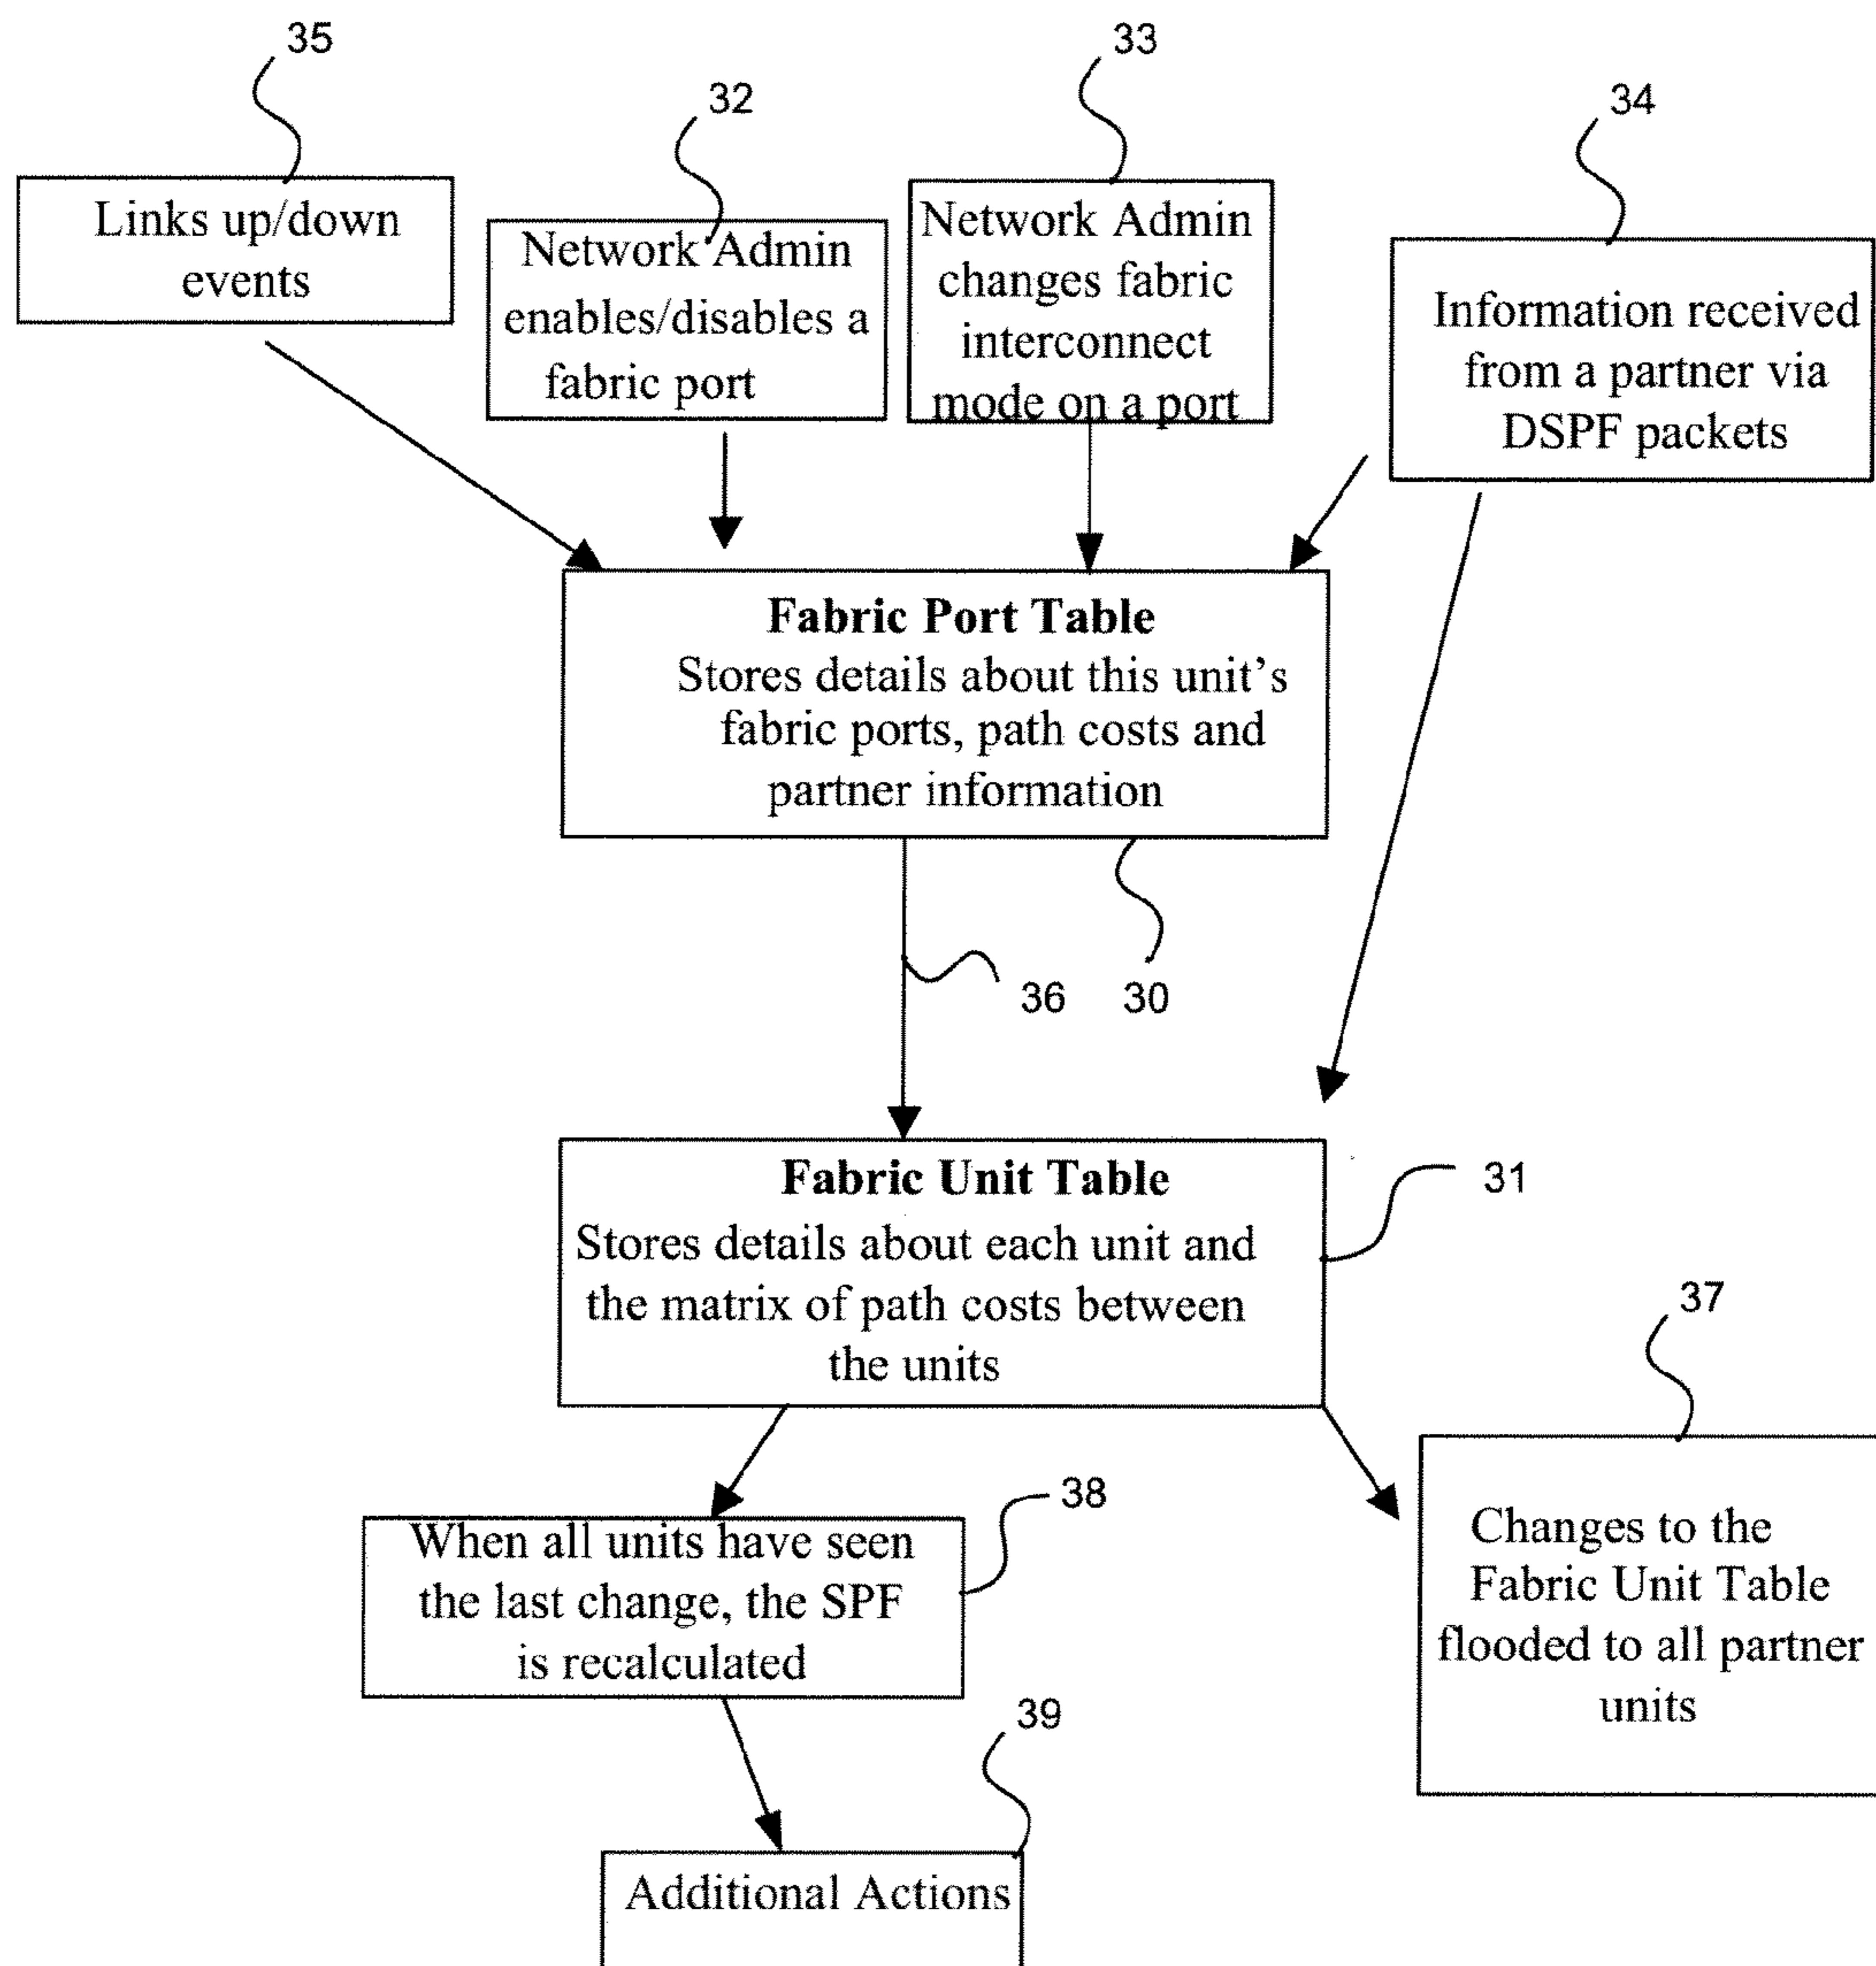 35
33
32
34
Links up/down
events
Network Admin
enables/disables a
fabric port
Network Admin
changes fabric
interconnect
mode on a port
Information received
from a partner via
DSPF packets
Fabric Port Table
Stores details about this unit's
fabric ports, path costs and
partner information
36
30
Fabric Unit Table
Stores details about each unit and
the matrix of path costs between
the units
31
37
38
When all units have seen
the last change, the SPF
is recalculated
Changes to the
Fabric Unit Table
flooded to all partner
units
39
Additional Actions